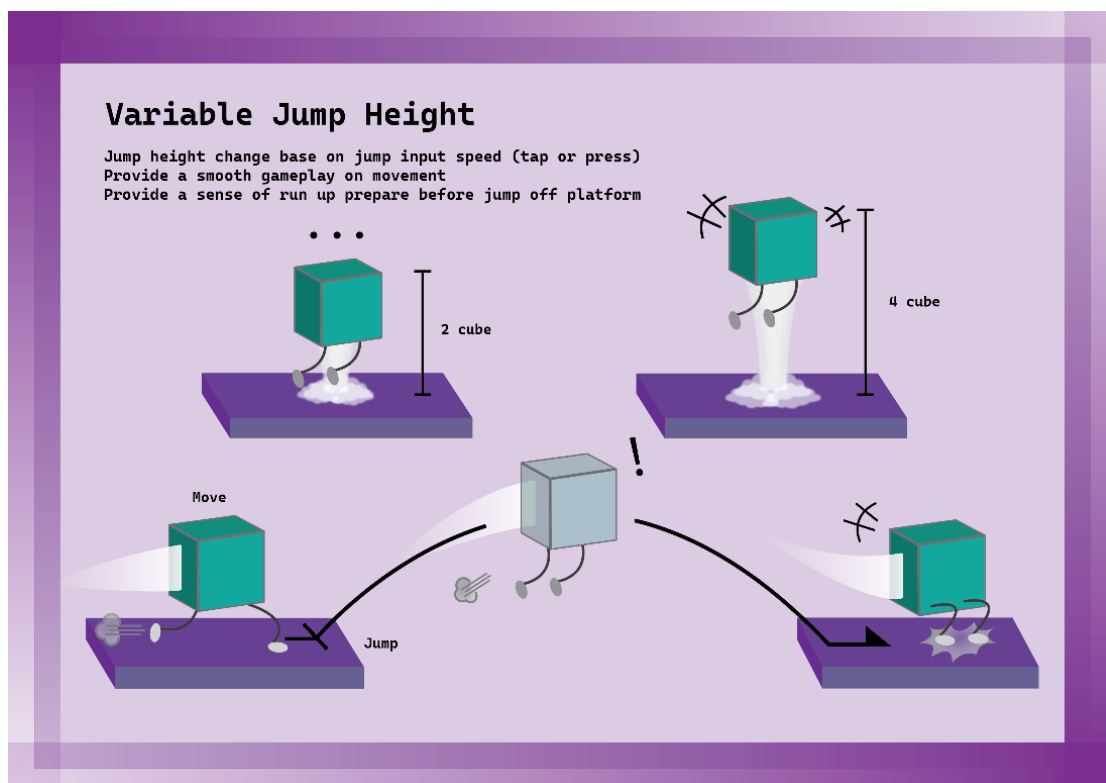 Variable Jump Height
Jump height change base on jump input speed (tap or press)
Provide a smooth gameplay on movement
Provide a sense of run up prepare before jump off platform
• • •
2 cube
4 cube
!
Move
Jump